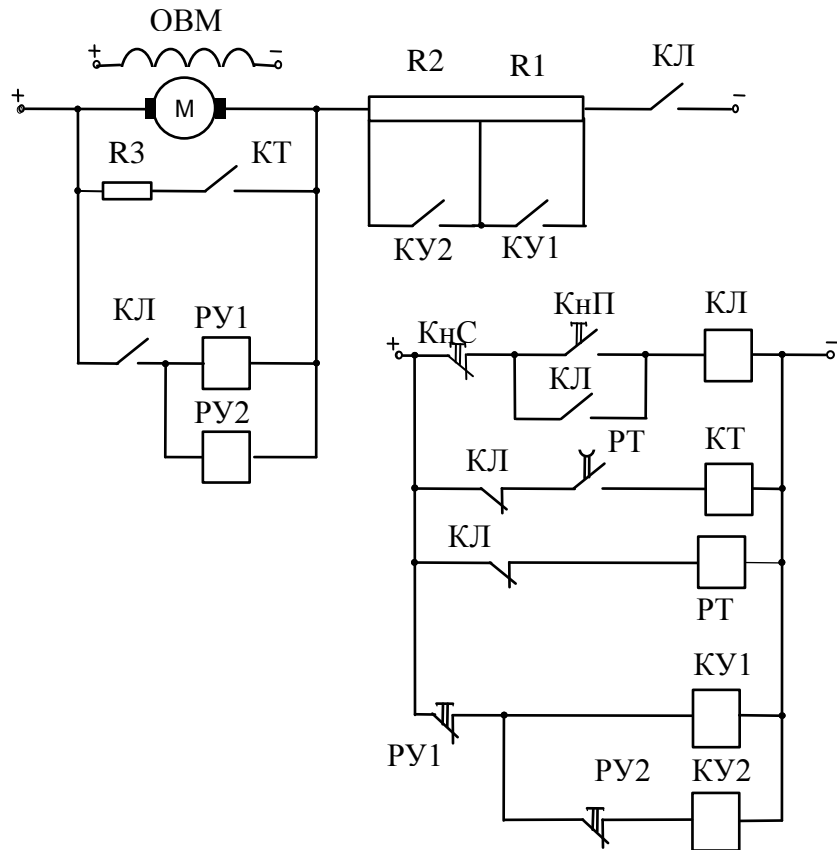 ОВМ
+ −
R2 R1 КЛ
+ −
М
R3 КТ
КУ2 КУ1
КЛ РУ1
РУ2
КнС КнП КЛ
+ −
КЛ
КЛ РТ КТ
КЛ
РТ
КУ1
РУ1 РУ2 КУ2